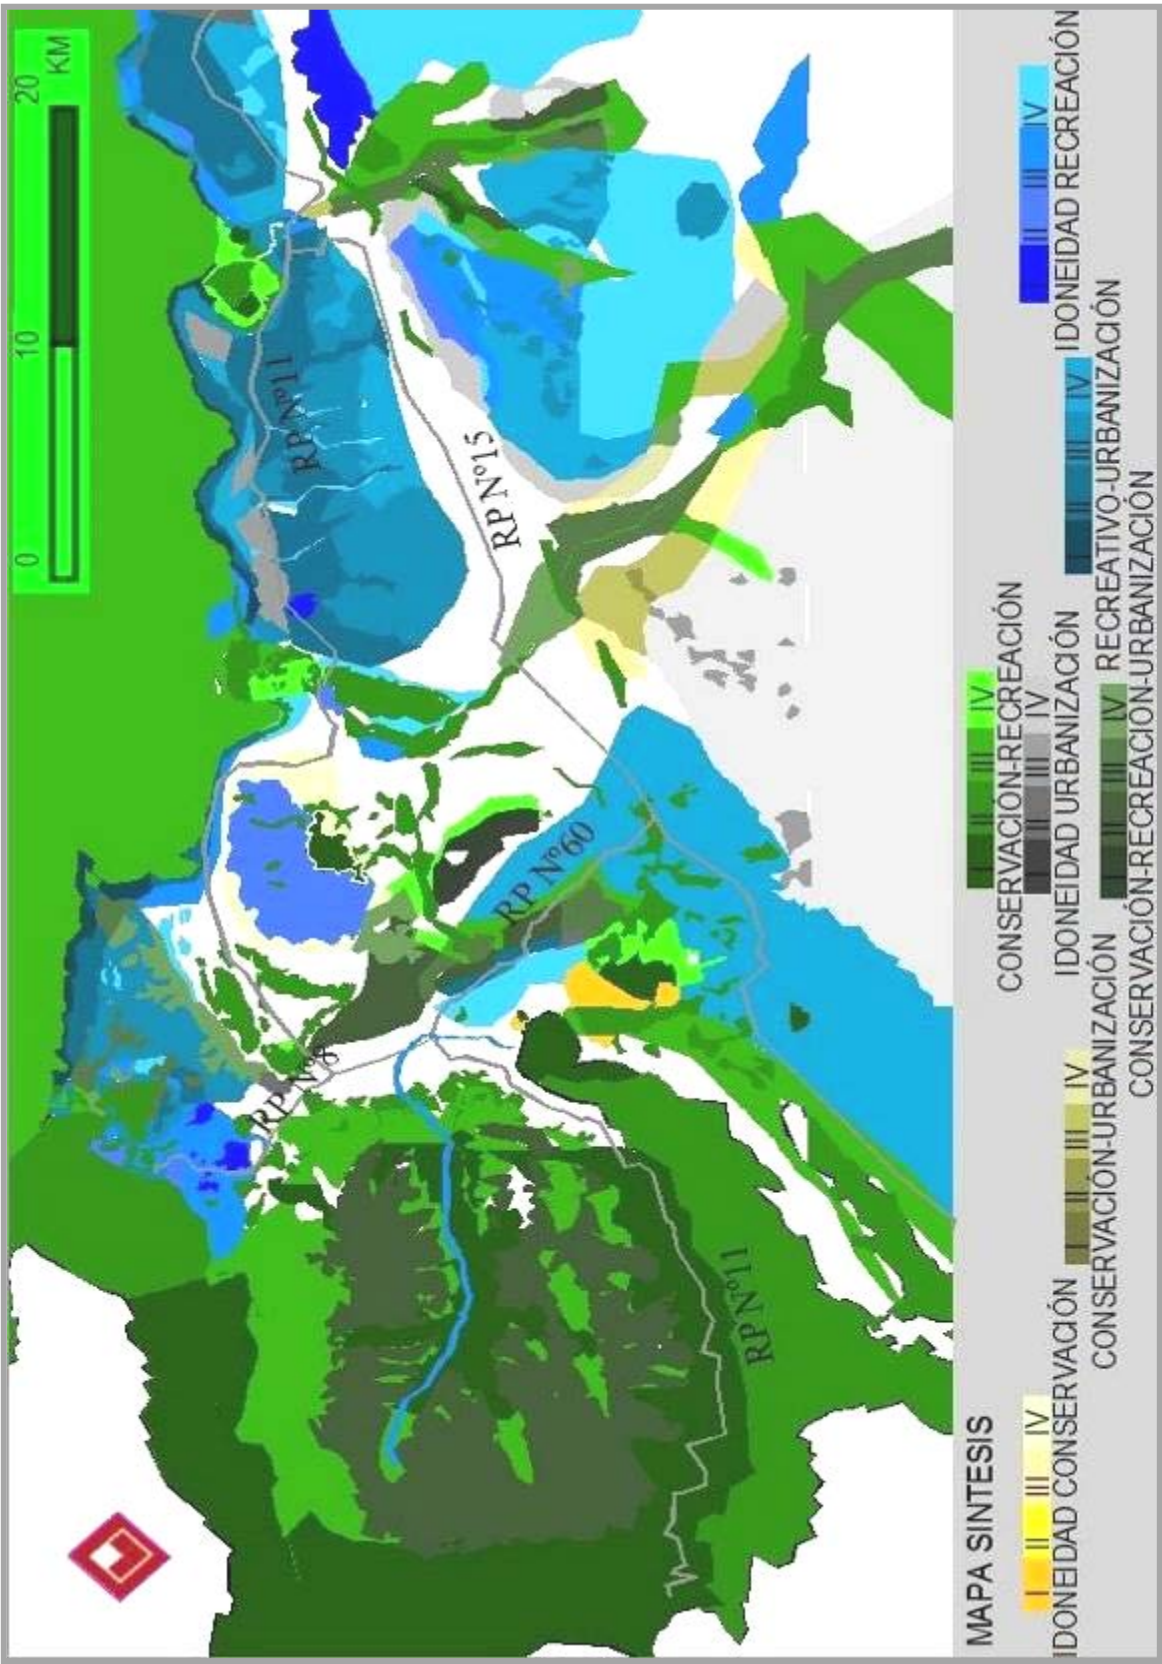 0 10 20
KM
RP Nº11
RP Nº15
RP Nº8
RP Nº60
RP Nº11
MAPA SINTESIS
I II III IV
IDONEIDAD CONSERVACIÓN
I II III IV
CONSERVACIÓN-URBANIZACIÓN
I II III IV
CONSERVACIÓN-RECREACIÓN
I II III IV
IDONEIDAD URBANIZACIÓN
I II III IV
CONSERVACIÓN-RECREACION-URBANIZACIÓN
I II III IV
RECREATIVO-URBANIZACIÓN
I II III IV
IDONEIDAD RECREACIÓN